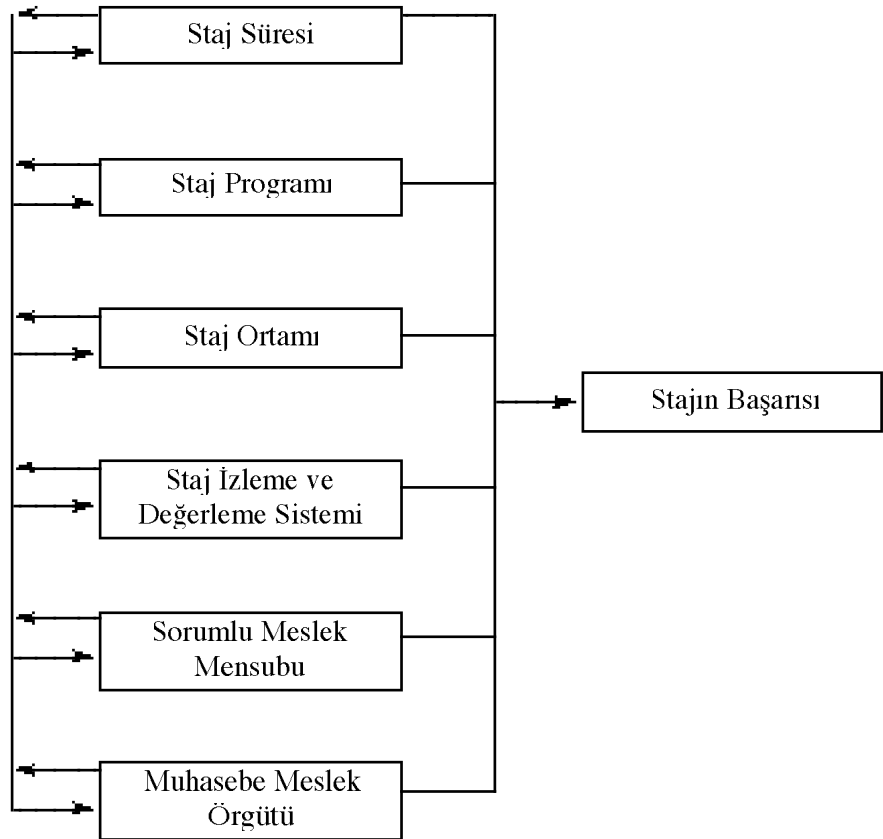 Staj Süresi
Staj Programı
Staj Ortamı
Stajın Başarısı
Staj İzleme ve
Değerleme Sistemi
Sorumlu Meslek
Mensubu
Muhasebe Meslek
Örgütü